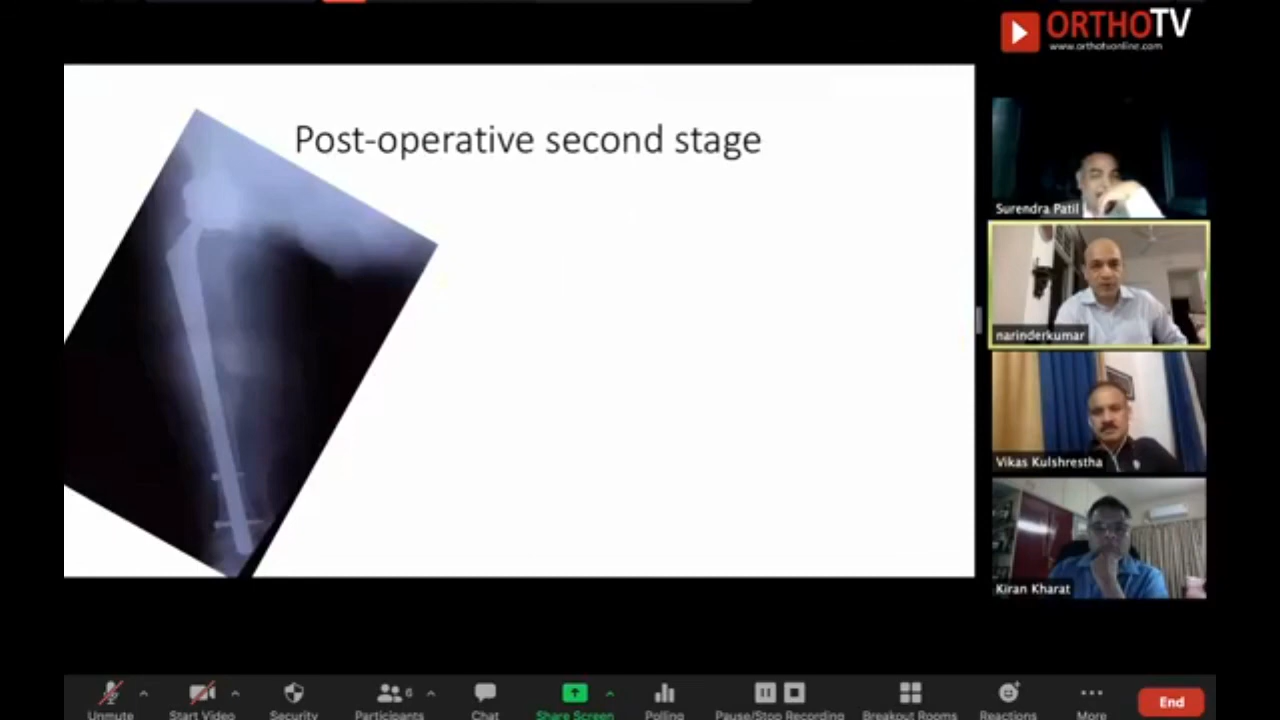 ORTHOTV
www.orthotvonline.com
Post-operative second stage
Surendra Patil
narinderkumar
Vikas Kulshrestha
Kiran Kharat
6
Unmute
Start Video
Security
Participants
Chat
Share Screen
Polling
Pause/Stop Recording
Breakout Rooms
Reactions
More
End